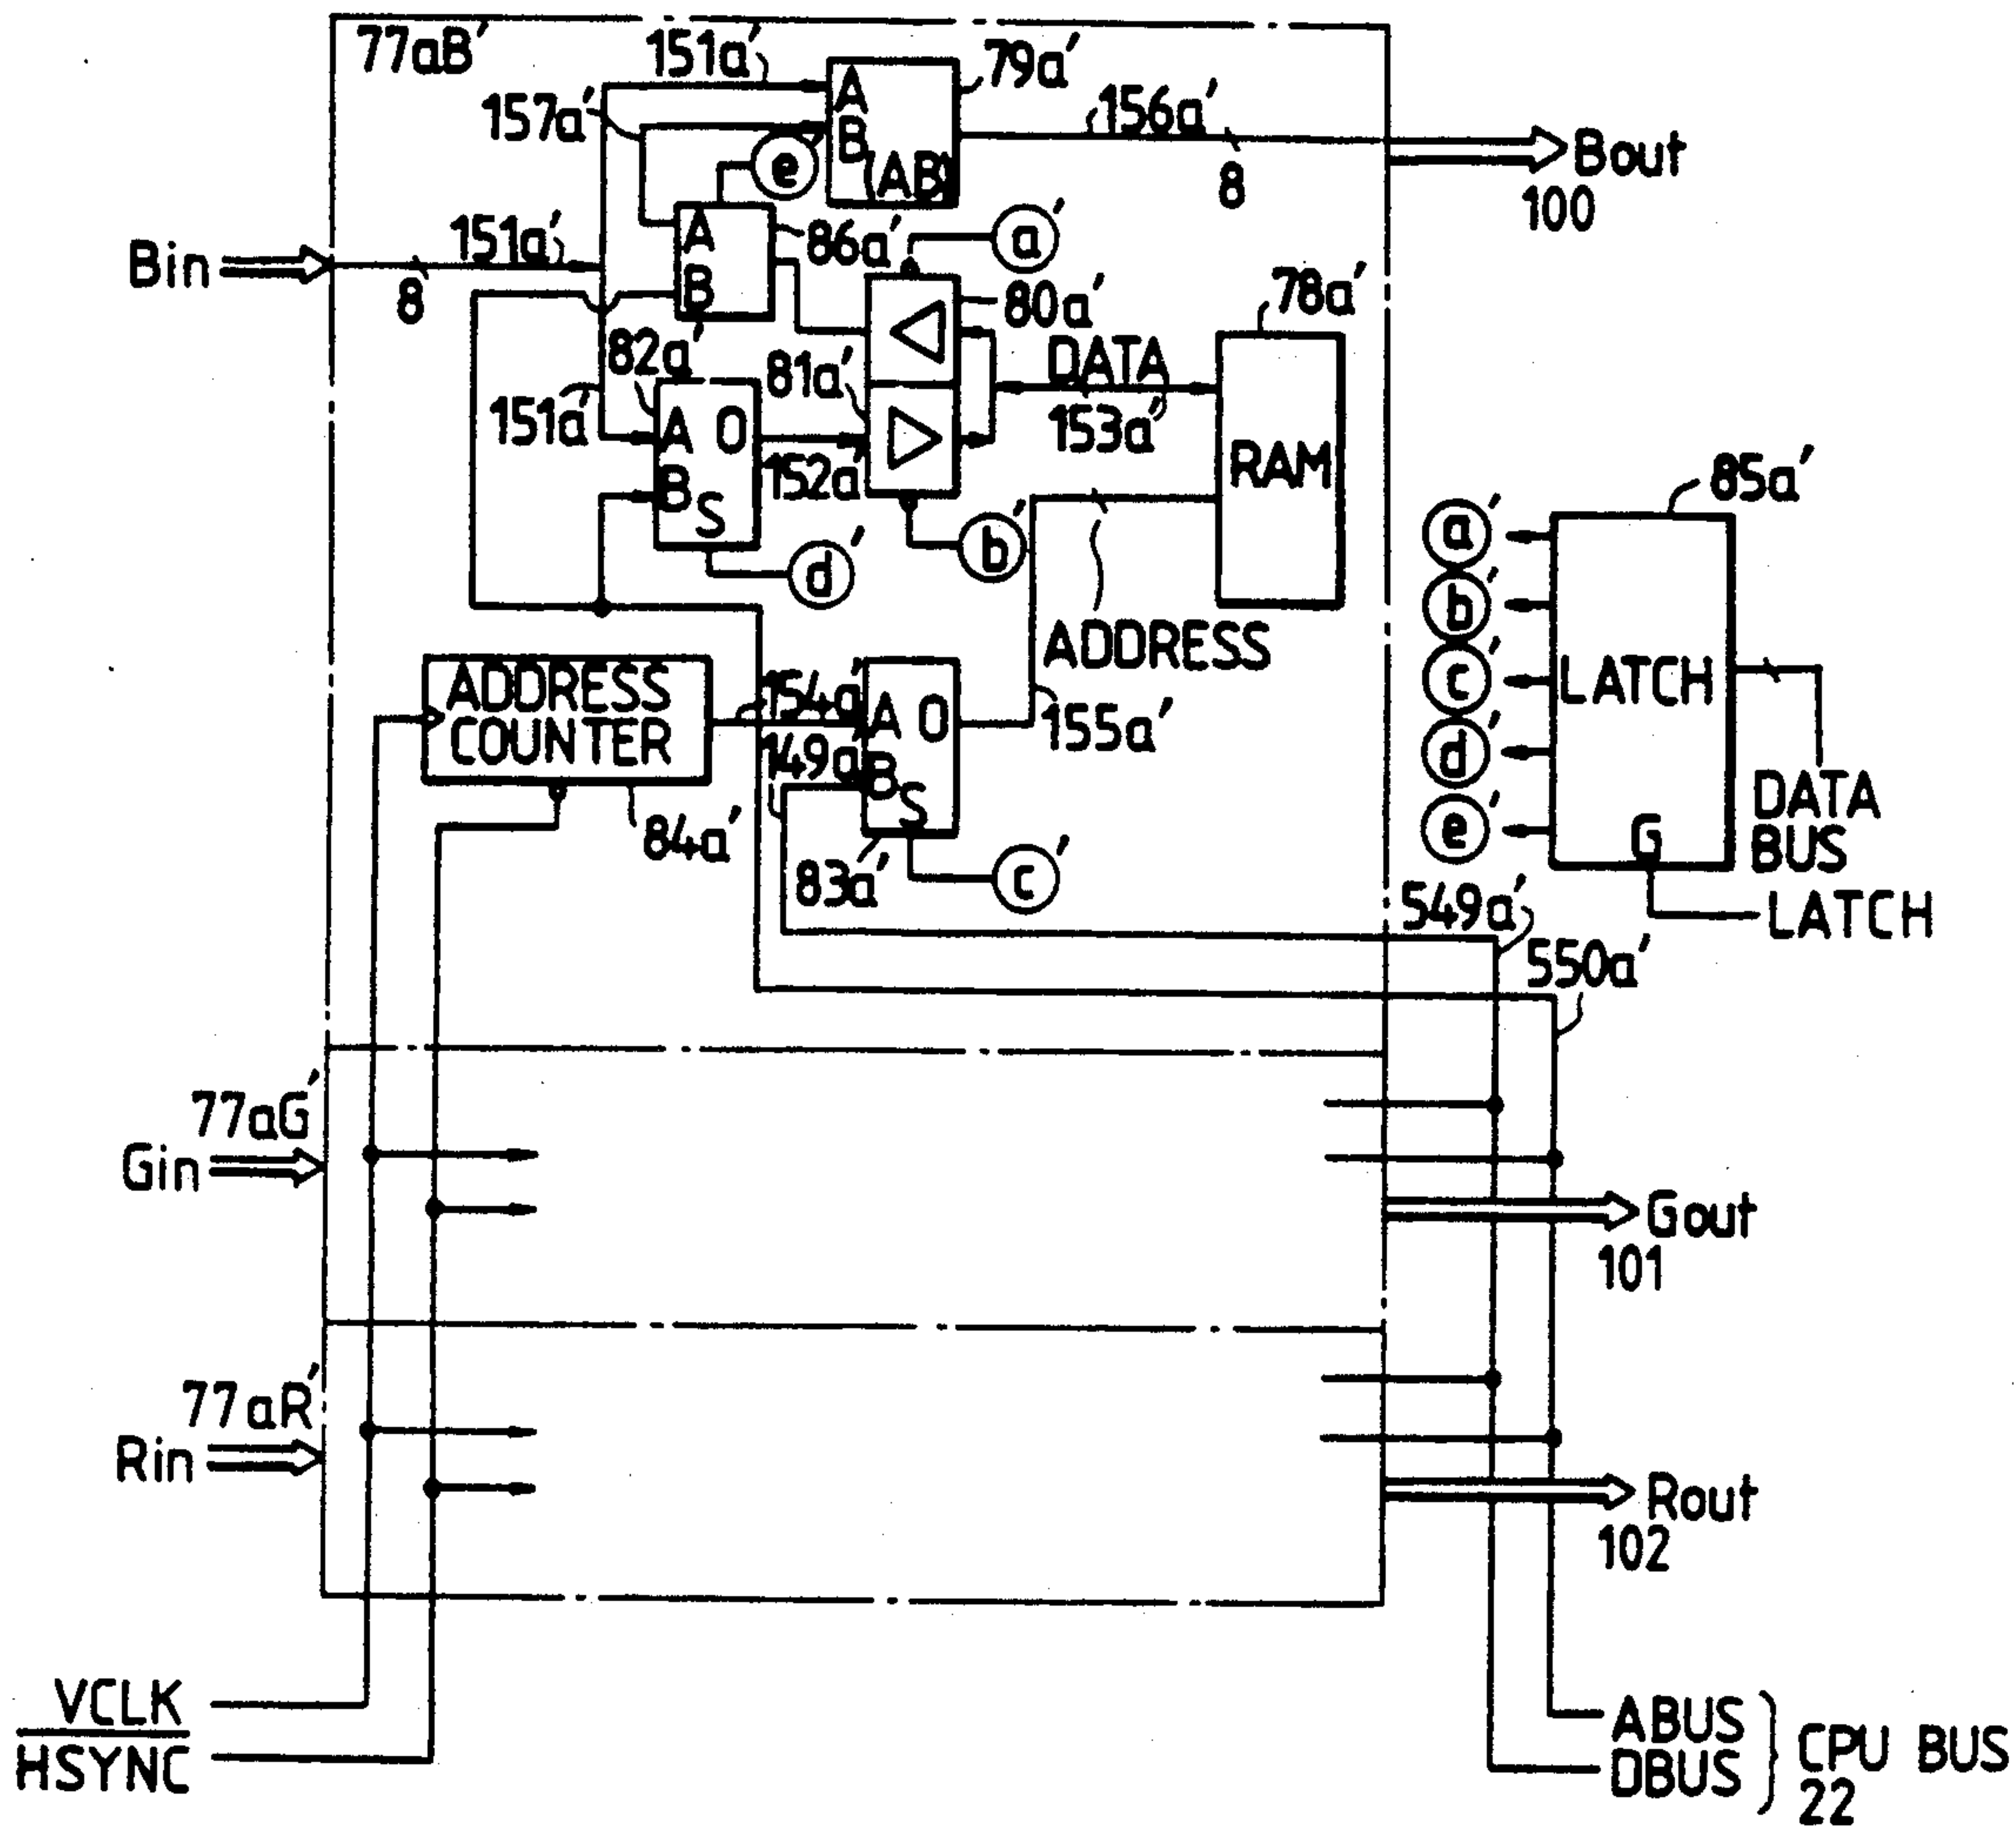 77aB'
151a'
79a'
157a'
A
B
(AB)
156a'
8
Bout
100
e
Bin
8
151a'
A
B
86a'
a'
80a'
78a'
82a'
81a'
DATA
153a'
RAM
151a'
A O
B
S
152a'
b'
d'
85a'
a'
b'
c'
d'
e'
LATCH
G
DATA
BUS
LATCH
ADDRESS
ADDRESS
COUNTER
154a'
149a'
A O
B
S
155a'
84a'
83a'
c'
549a'
550a'
77aG'
Gin
Gout
101
77aR'
Rin
Rout
102
VCLK
HSYNC
ABUS
DBUS
CPU BUS
22